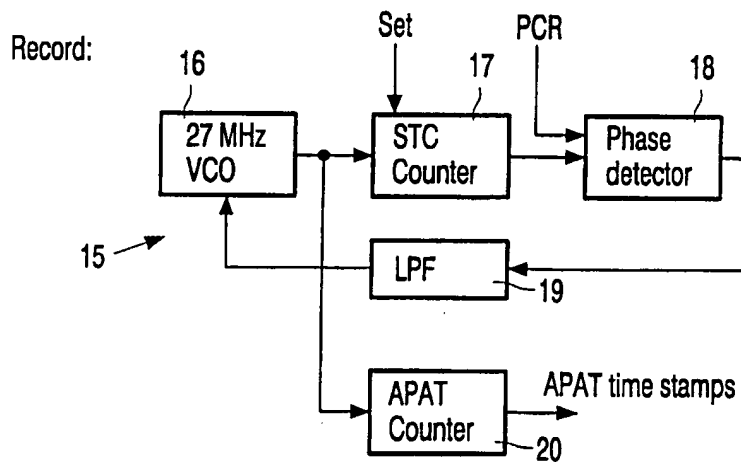 Record:
Set
PCR
16
17
18
27 MHz
VCO
STC
Counter
Phase
detector
15
LPF
19
APAT
Counter
APAT time stamps
20